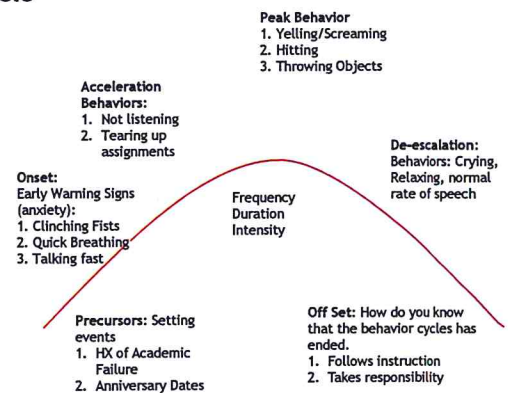 Peak Behavior
1. Yelling/Screaming
2. Hitting
3. Throwing Objects
Acceleration
Behaviors:
1. Not listening
2. Tearing up
assignments
De-escalation:
Behaviors: Crying,
Relaxing, normal
rate of speech
Onset:
Early Warning Signs
(anxiety):
1. Clinching Fists
2. Quick Breathing
3. Talking fast
Frequency
Duration
Intensity
Precursors: Setting
events
1. HX of Academic
Failure
2. Anniversary Dates
Off Set: How do you know
that the behavior cycles has
ended.
1. Follows instruction
2. Takes responsibility